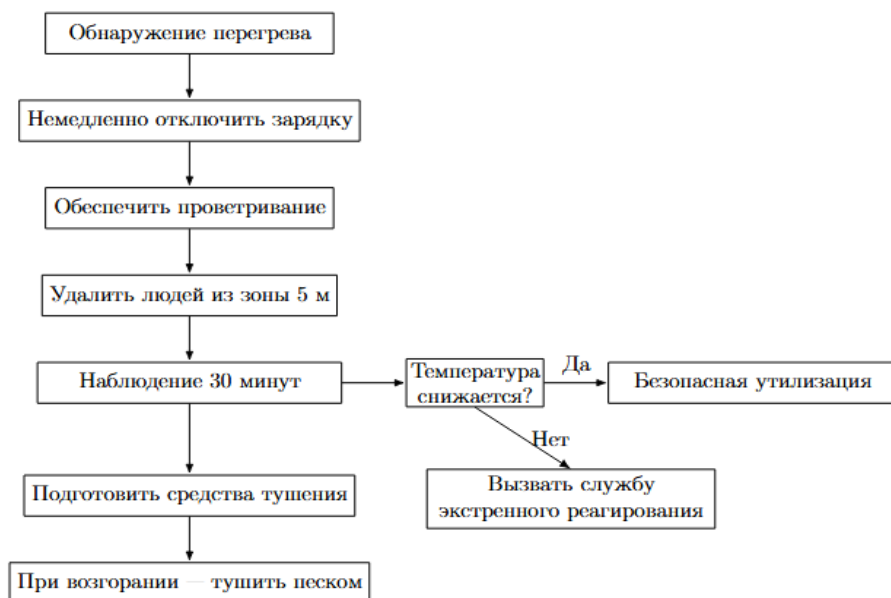 Обнаружение перегрева
Немедленно отключить зарядку
Обеспечить проветривание
Удалить людей из зоны 5 м
Наблюдение 30 минут
Температура
снижается?
Да
Безопасная утилизация
Нет
Вызвать службу
экстренного реагирования
Подготовить средства тушения
При возгорании — тушить песком